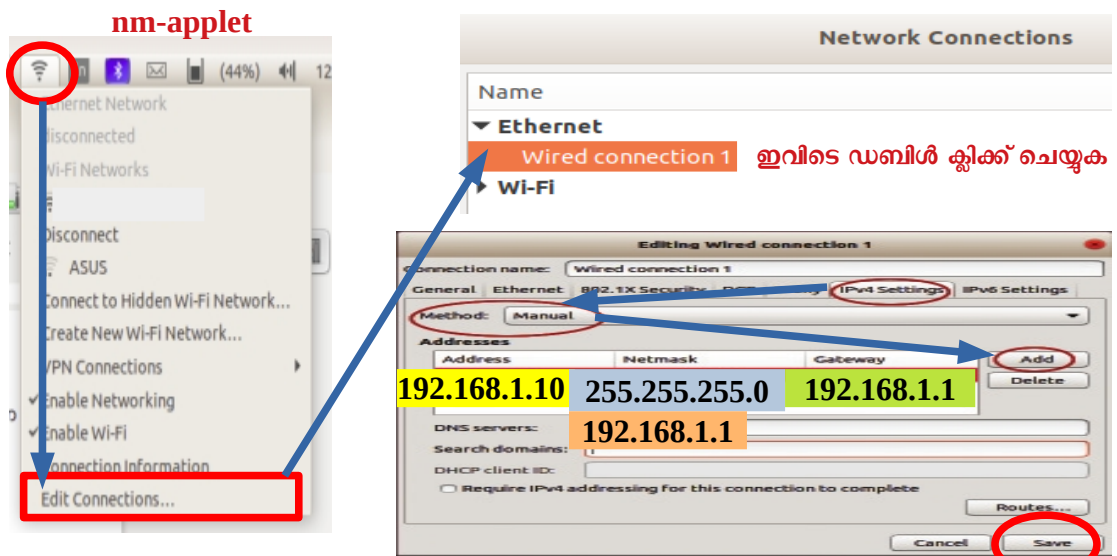 nm-applet
(44%) 12
Ethernet Network
disconnected
Wi-Fi Networks
Disconnect
ASUS
Connect to Hidden Wi-Fi Network...
Create New Wi-Fi Network...
VPN Connections
Enable Networking
Enable Wi-Fi
Connection Information
Edit Connections...
Network Connections
Name
Ethernet
Wired connection 1 ഇവിടെ ഡബിൾ ക്ലിക്ക് ചെയ്യുക
Wi-Fi
Editing Wired connection 1
Connection name: Wired connection 1
General Ethernet 802.1X Security IPv4 Settings IPv6 Settings
Method: Manual
Addresses
Address Netmask Gateway Add
192.168.1.10 255.255.255.0 192.168.1.1 Delete
DNS servers: 192.168.1.1
Search domains:
DHCP client ID:
Require IPv4 addressing for this connection to complete
Routes...
Cancel Save